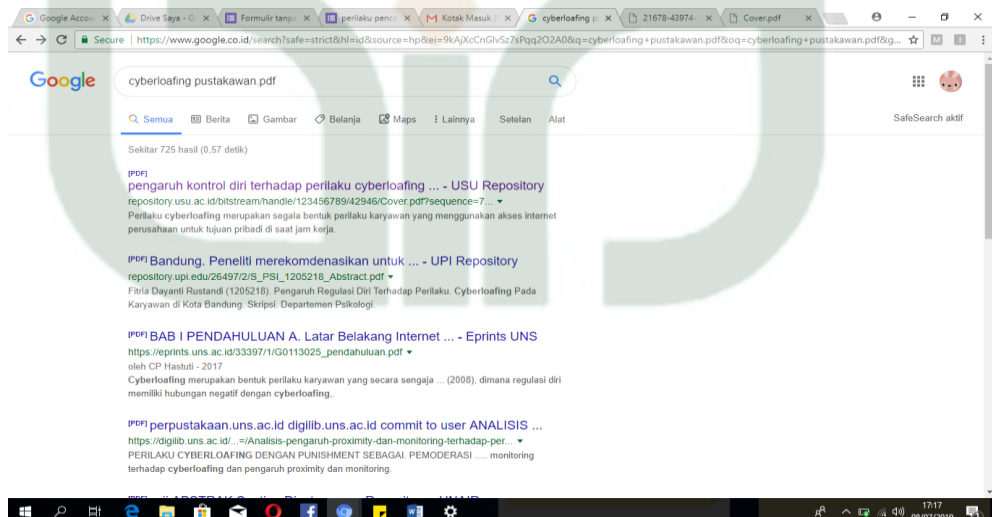 Google Accou
Drive Saya - G
Formulir tanpa
perilaku penca
Kotak Masuk (
cyberloafing p
21678-43974-
Cover.pdf
Secure | https://www.google.co.id/search?safe=strict&hl=id&source=hp&ei=9kAjXcCnGIvSz7sPqq2O2A0&q=cyberloafing+pustakawan.pdf&oq=cyberloafing+pustakawan.pdf&g...
Google
cyberloafing pustakawan.pdf
Semua Berita Gambar Belanja Maps Lainnya Setelan Alat
SafeSearch aktif
Sekitar 725 hasil (0,57 detik)
[PDF]
pengaruh kontrol diri terhadap perilaku cyberloafing ... - USU Repository
repository.usu.ac.id/bitstream/handle/123456789/42946/Cover.pdf?sequence=7...
Perilaku cyberloafing merupakan segala bentuk perilaku karyawan yang menggunakan akses internet
perusahaan untuk tujuan pribadi di saat jam kerja.
[PDF] Bandung. Peneliti merekomdenasikan untuk ... - UPI Repository
repository.upi.edu/26497/2/S_PSI_1205218_Abstract.pdf
Fitria Dayanti Rustandi (1205218). Pengaruh Regulasi Diri Terhadap Perilaku. Cyberloafing Pada
Karyawan di Kota Bandung. Skripsi. Departemen Psikologi.
[PDF] BAB I PENDAHULUAN A. Latar Belakang Internet ... - Eprints UNS
https://eprints.uns.ac.id/33397/1/G0113025_pendahuluan.pdf
oleh CP Hastuti - 2017
Cyberloafing merupakan bentuk perilaku karyawan yang secara sengaja ... (2008), dimana regulasi diri
memiliki hubungan negatif dengan cyberloafing,.
[PDF] perpustakaan.uns.ac.id digilib.uns.ac.id commit to user ANALISIS ...
https://digilib.uns.ac.id/...=/Analisis-pengaruh-proximity-dan-monitoring-terhadap-per...
PERILAKU CYBERLOAFING DENGAN PUNISHMENT SEBAGAI. PEMODERASI ..... monitoring
terhadap cyberloafing dan pengaruh proximity dan monitoring.
17:17